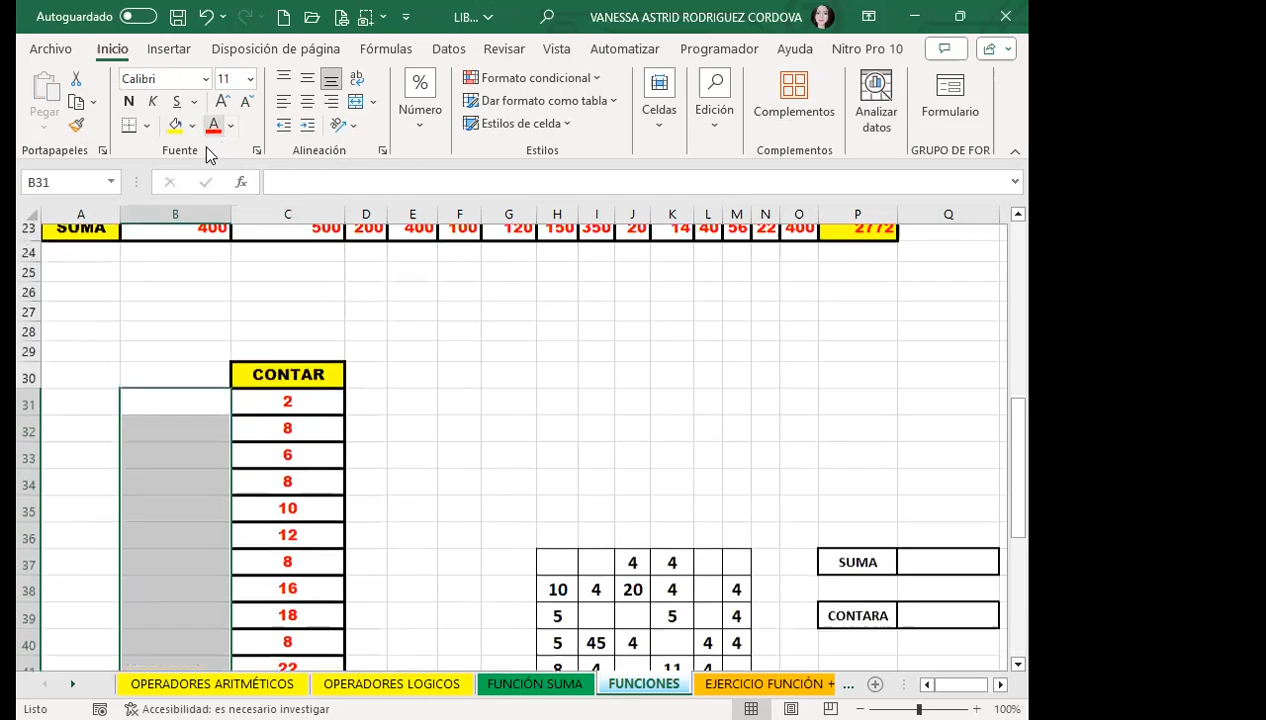 Autoguardado LIB... VANESSA ASTRID RODRIGUEZ CORDOVA
Archivo Inicio Insertar Disposición de página Fórmulas Datos Revisar Vista Automatizar Programador Ayuda Nitro Pro 10
Pegar
Calibri 11
N K S
A A
ab
A
%
Número
Formato condicional
Dar formato como tabla
Estilos de celda
Celdas
Edición
Complementos
Analizar datos
Formulario
Portapapeles Fuente Alineación Estilos Complementos GRUPO DE FOR
B31 fx
A B C D E F G H I J K L M N O P Q
23 SUMA 400 500 200 400 100 120 150 350 20 14 40 56 22 400 2772
24
25
26
27
28
29
30 CONTAR
31 2
32 8
33 6
34 8
35 10
36 12
37 8 4 4 SUMA
38 16 10 4 20 4 4
39 18 5 5 4 CONTARA
40 8 5 45 4 4 4
41 22 8 4 11 4
OPERADORES ARITMÉTICOS OPERADORES LOGICOS FUNCIÓN SUMA FUNCIONES EJERCICIO FUNCIÓN + ...
Listo Accesibilidad: es necesario investigar 100%